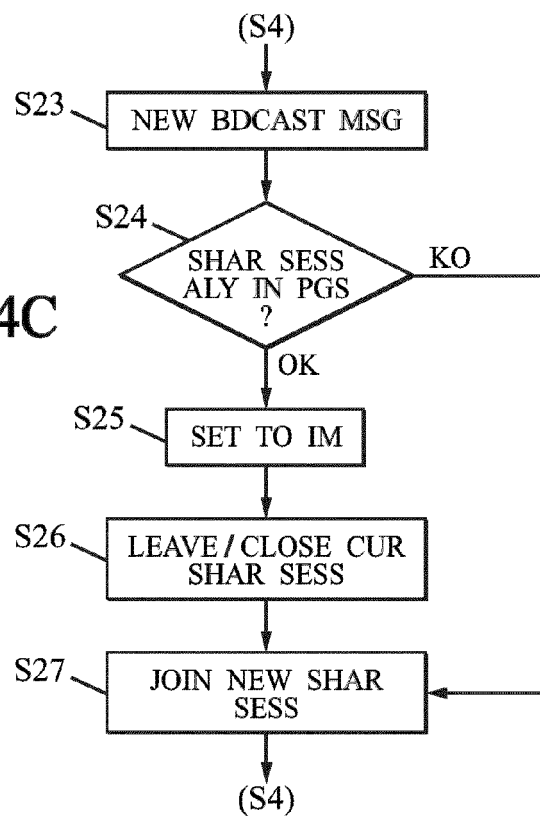 (S4)
S23
NEW BDCAST MSG
S24
SHAR SESS
ALY IN PGS
?
KO
4C
OK
S25
SET TO IM
S26
LEAVE/CLOSE CUR
SHAR SESS
S27
JOIN NEW SHAR
SESS
(S4)